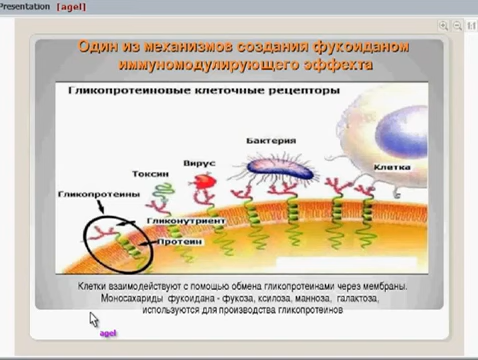 Presentation [agel]
Один из механизмов создания фукоиданом
иммуномодулирующего эффекта
Гликопротеиновые клеточные рецепторы
Бактерия
Вирус
Клетка
Токсин
Гликопротеины
Гликонутриент
Протеин
Клетки взаимодействуют с помощью обмена гликопротеинами через мембраны.
Моносахариды фукоидана - фукоза, ксилоза, манноза, галактоза,
используются для производства гликопротеинов
agel